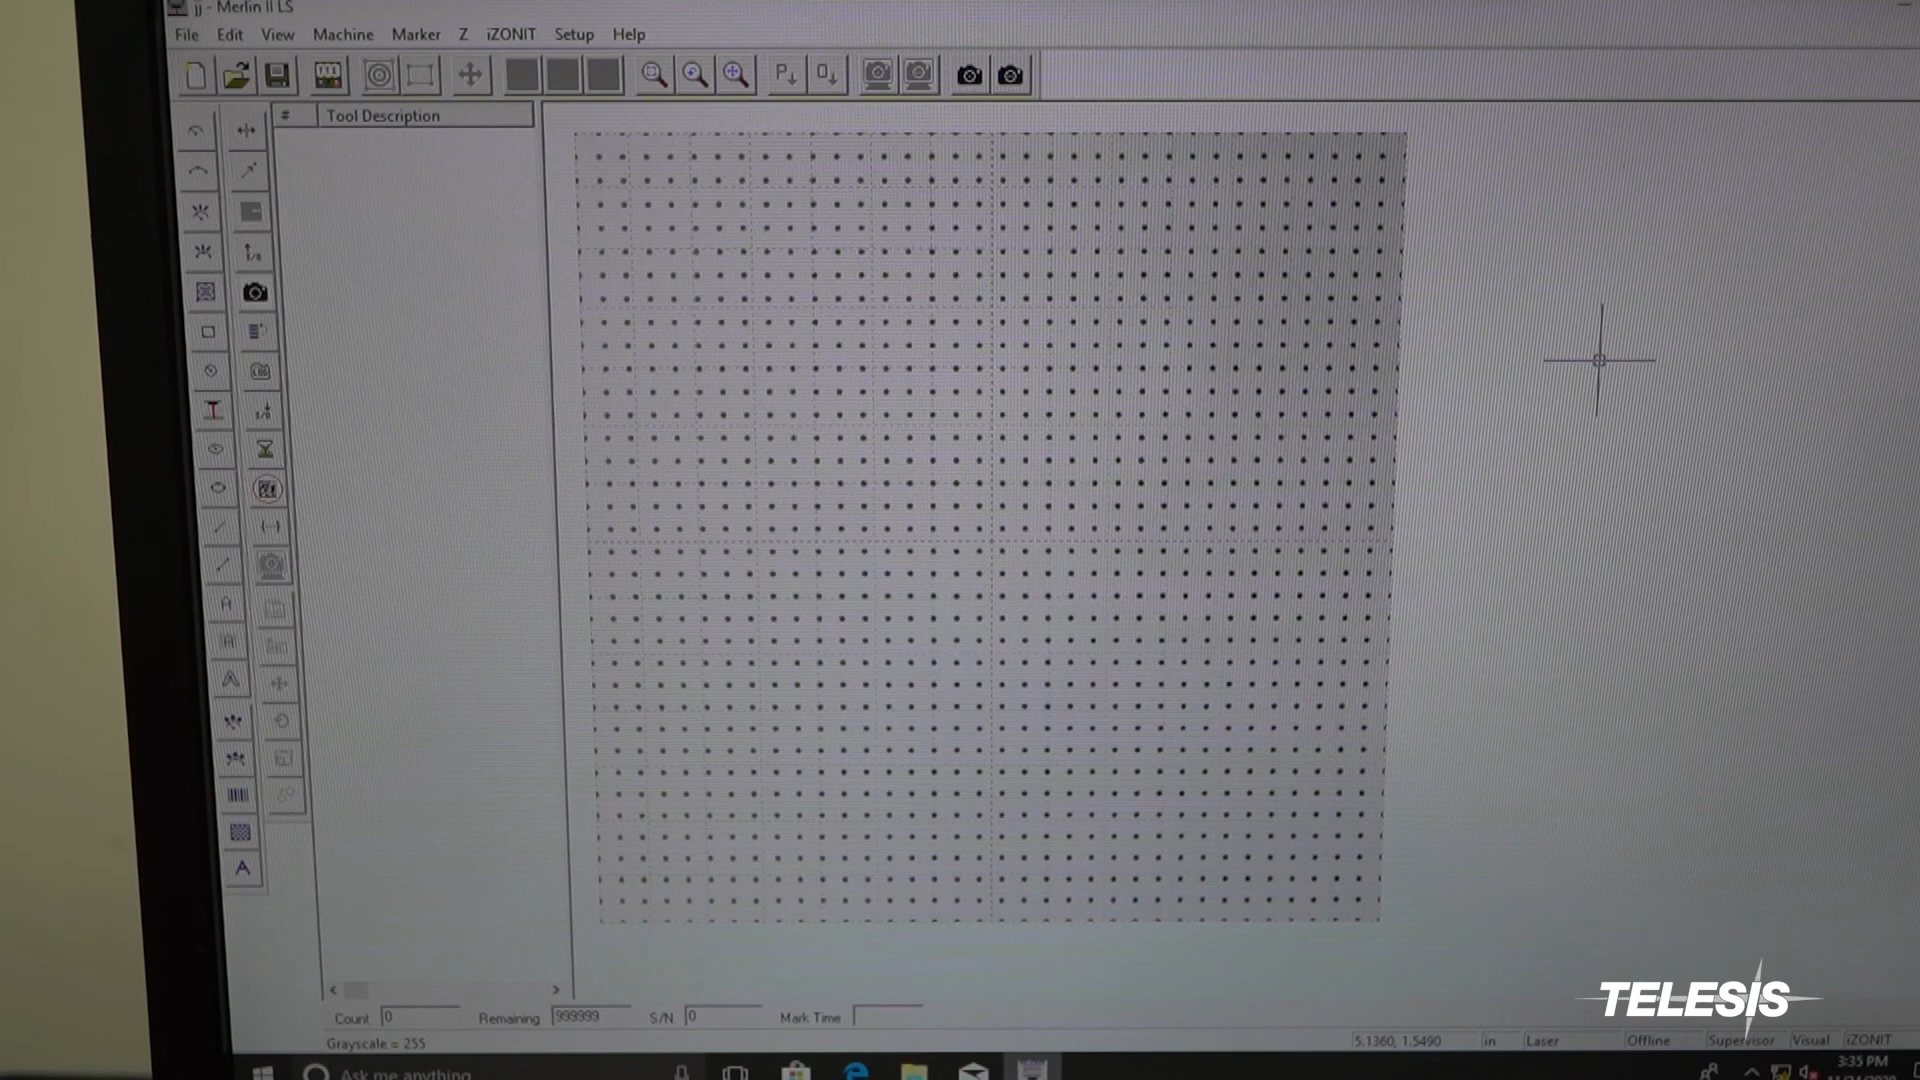 jj - Merlin II LS
File Edit View Machine Marker Z iZONIT Setup Help
P O
# Tool Description
Count 0 Remaining 999999 S/N 0 Mark Time
Grayscale = 255
5.1360, 1.5490 in Laser Offline Supervisor Visual iZONIT
TELESIS
Ask me anything
3:35 PM